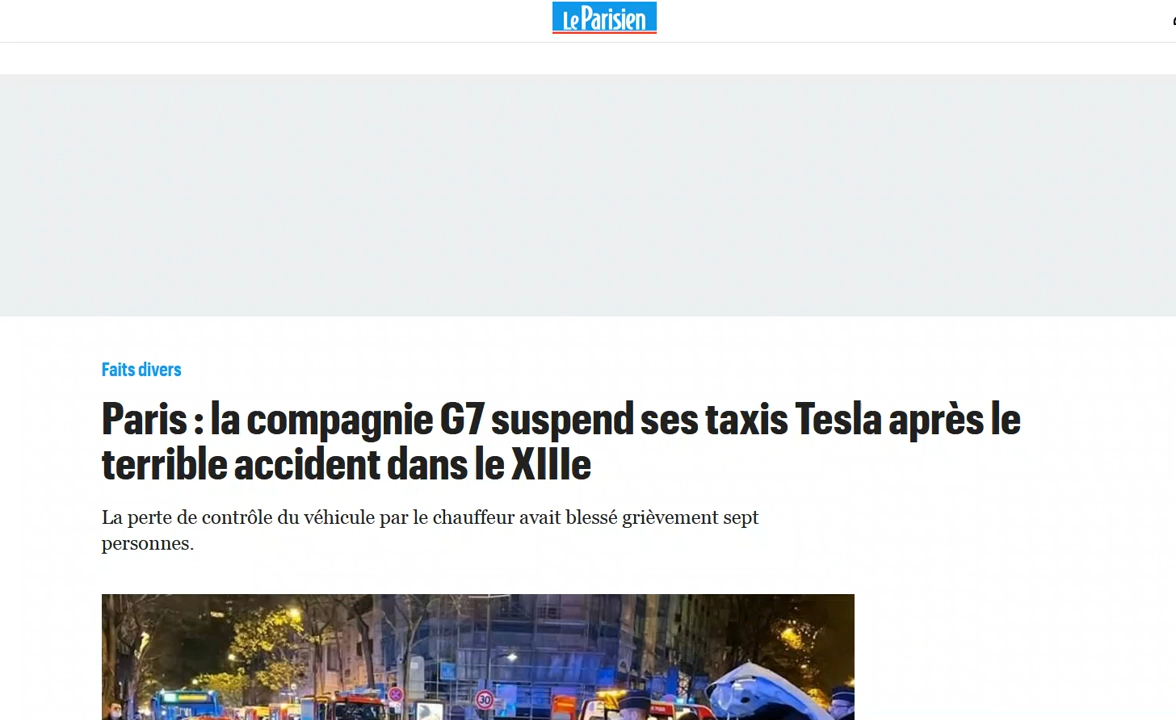 Le Parisien
Faits divers
Paris : la compagnie G7 suspend ses taxis Tesla après le
terrible accident dans le XIIIe
La perte de contrôle du véhicule par le chauffeur avait blessé grièvement sept
personnes.
30